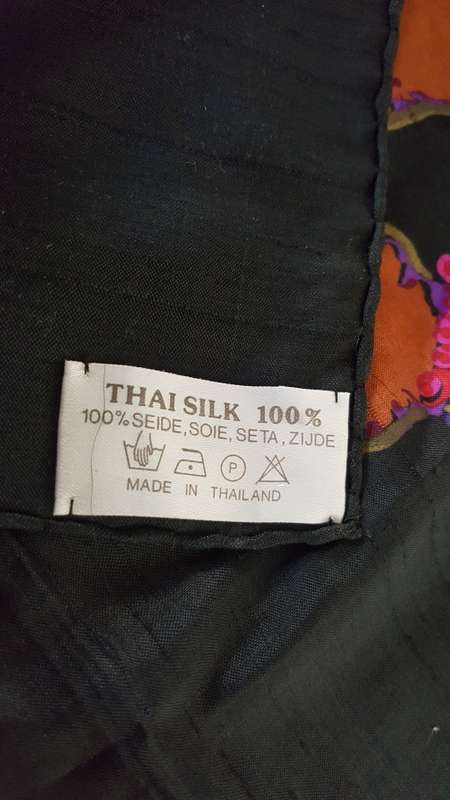 THAI SILK 100%
100% SEIDE, SOIE, SETA, ZIJDE
P
MADE IN THAILAND